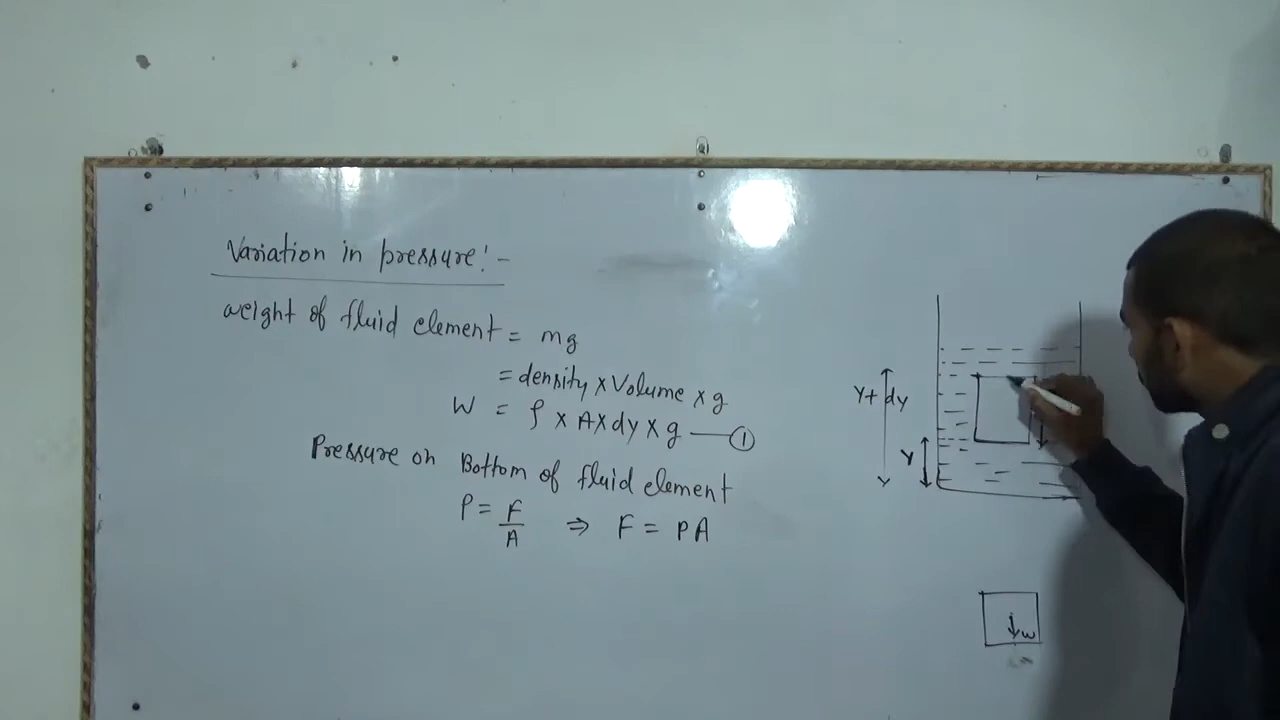 Variation in pressure:-
weight of fluid element = mg
= density × Volume × g
W = ρ × A × dy × g — ①
Pressure on Bottom of fluid element
P = F/A ⇒ F = PA
Y + dy
Y
W